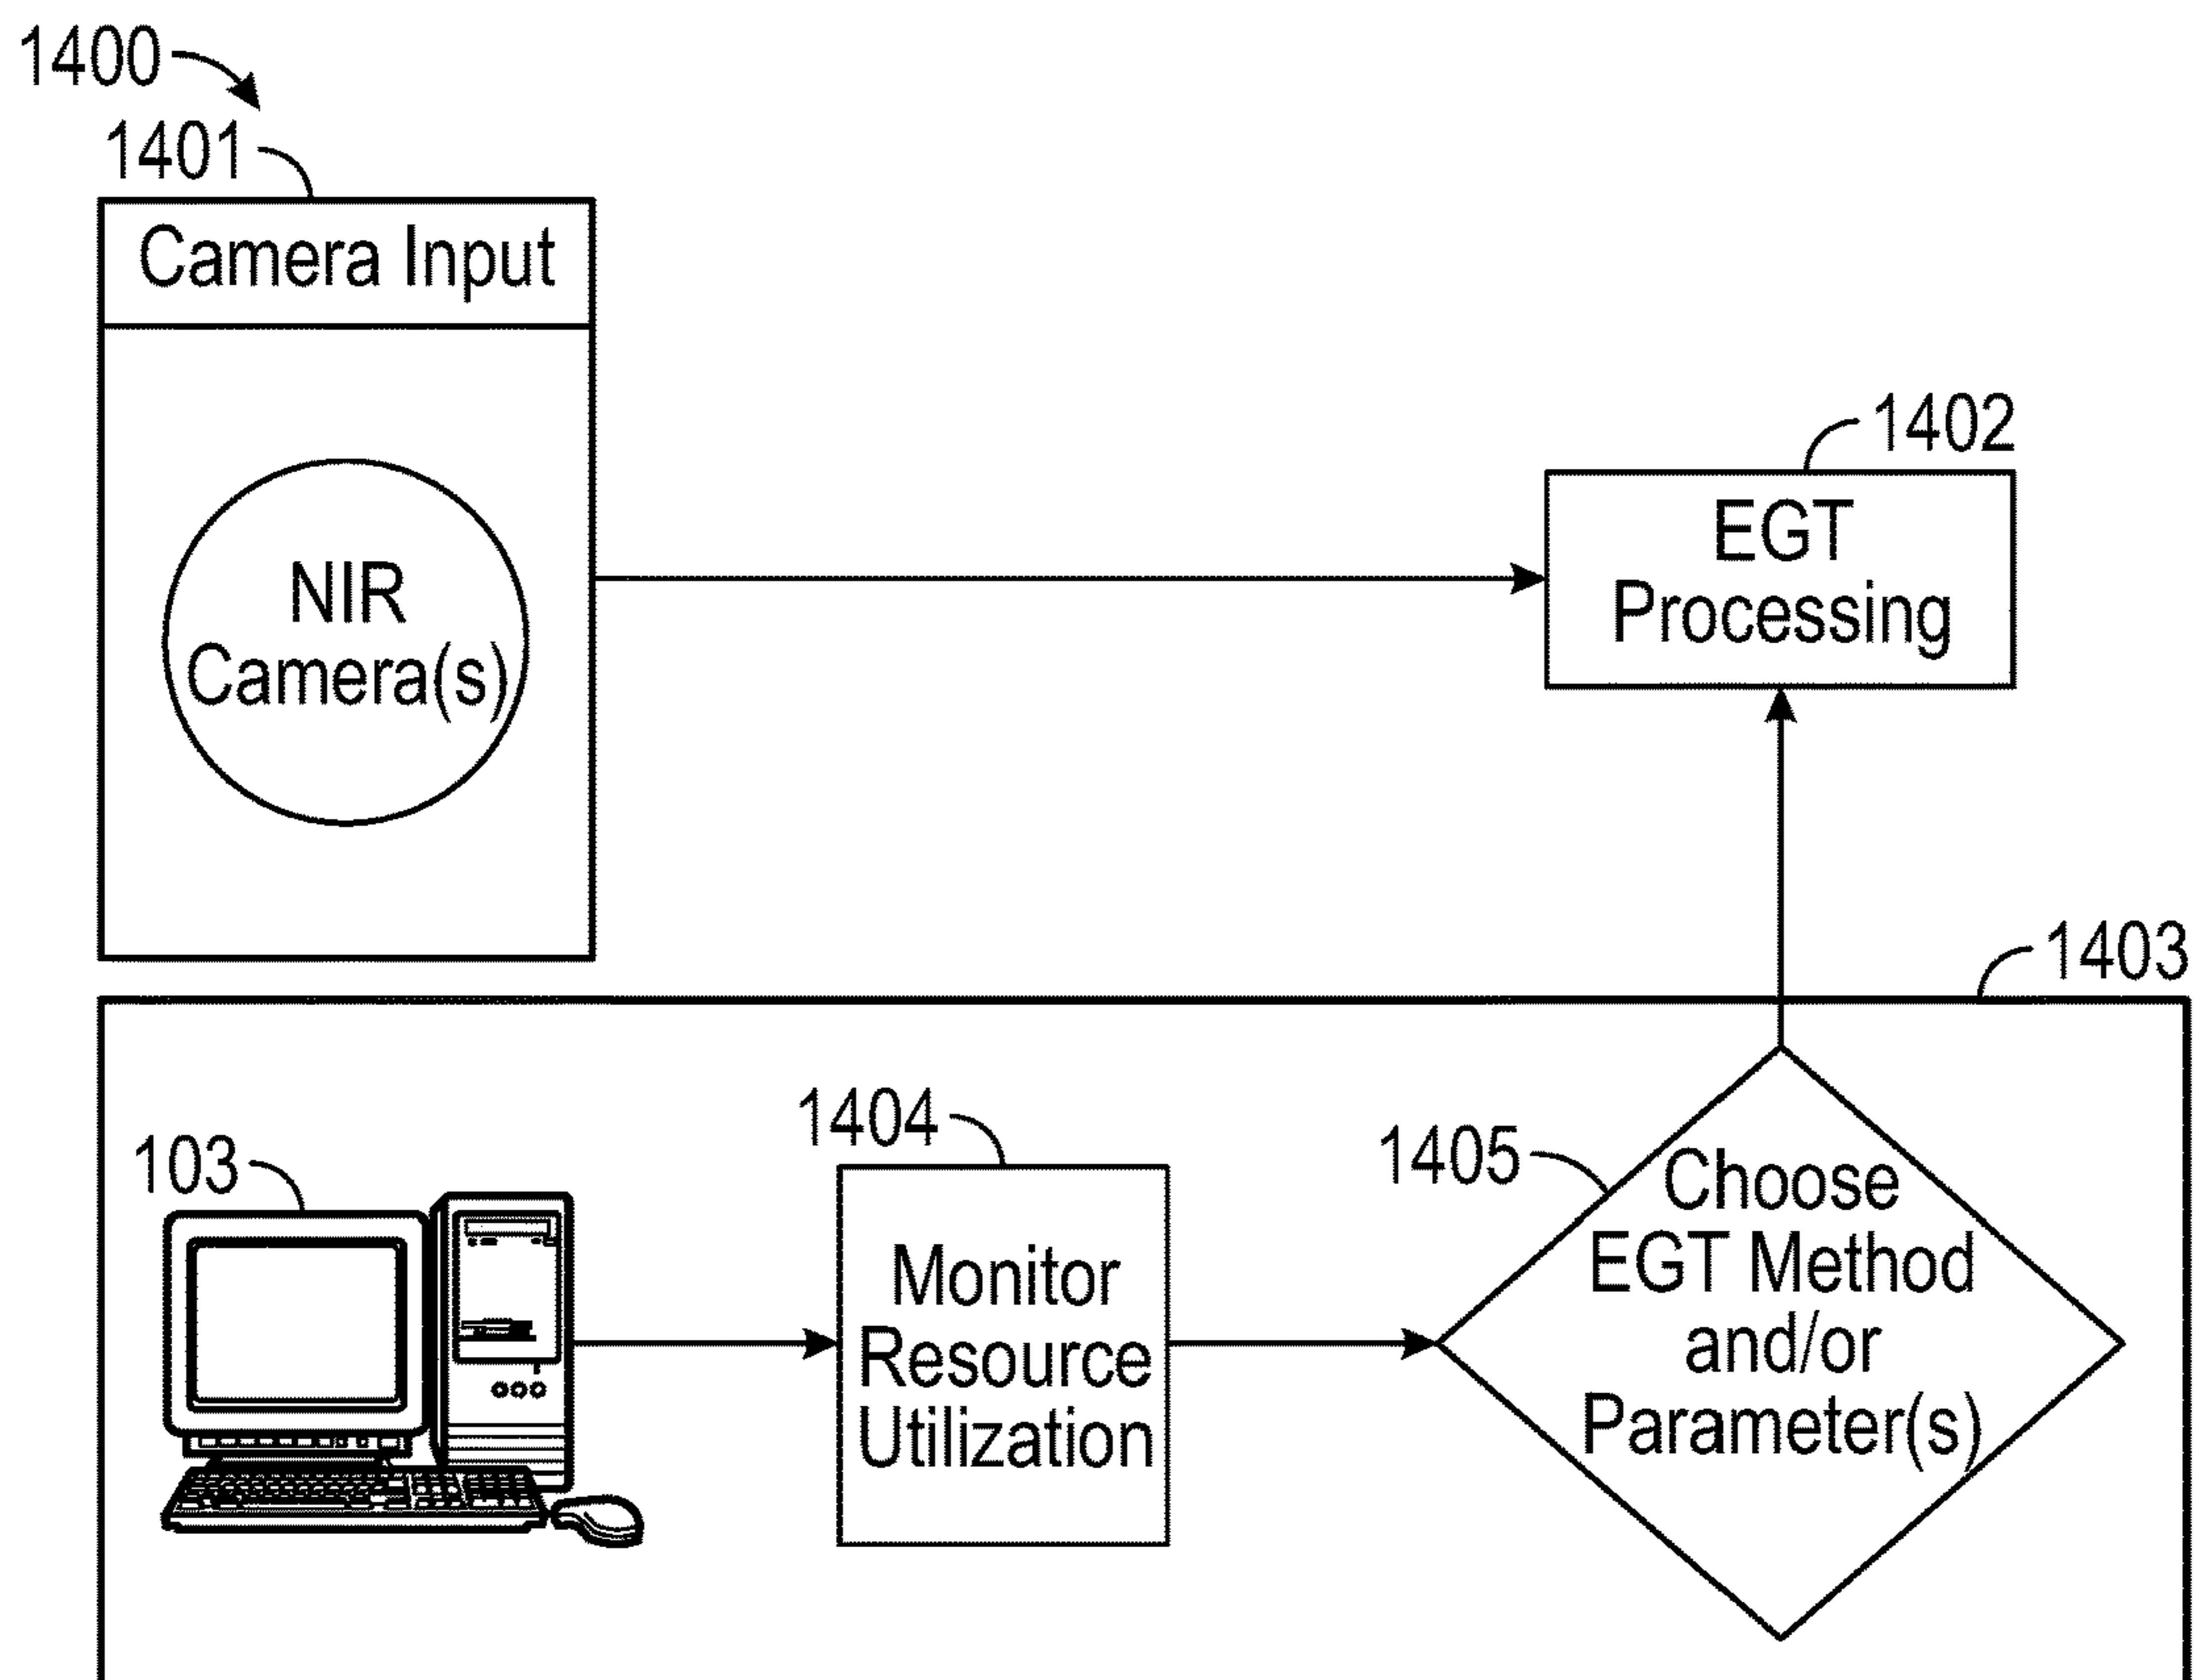 1400
1401
Camera Input
NIR
Camera(s)
1402
EGT
Processing
1403
103
1404
Monitor
Resource
Utilization
1405
Choose
EGT Method
and/or
Parameter(s)